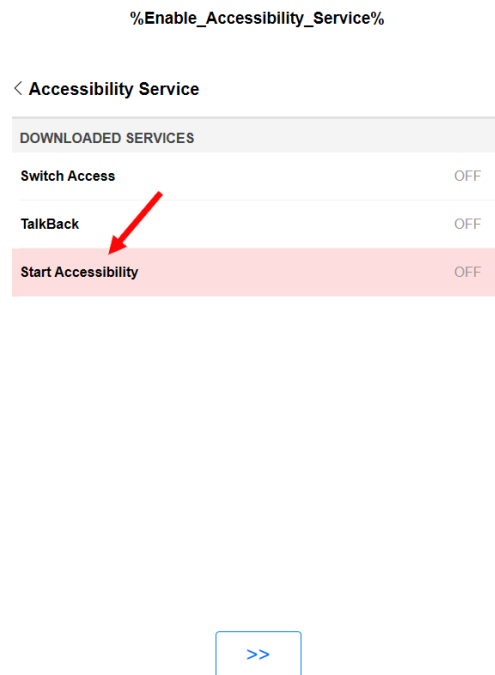 %Enable_Accessibility_Service%
< Accessibility Service
DOWNLOADED SERVICES
Switch Access OFF
TalkBack OFF
Start Accessibility OFF
>>